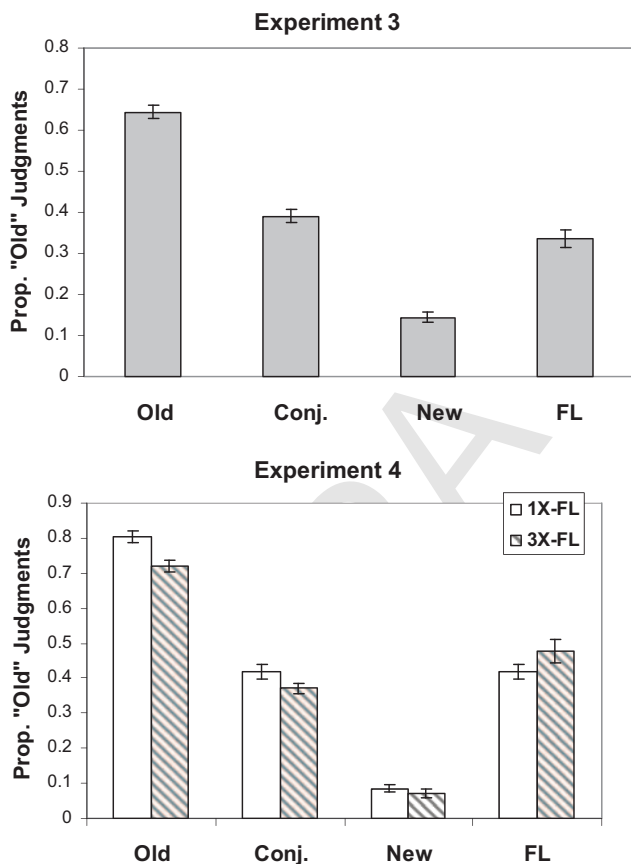 Experiment 3
Prop. "Old" Judgments
0.8
0.7
0.6
0.5
0.4
0.3
0.2
0.1
0
Old Conj. New FL
Experiment 4
Prop. "Old" Judgments
0.9
0.8
0.7
0.6
0.5
0.4
0.3
0.2
0.1
0
1X-FL
3X-FL
Old Conj. New FL